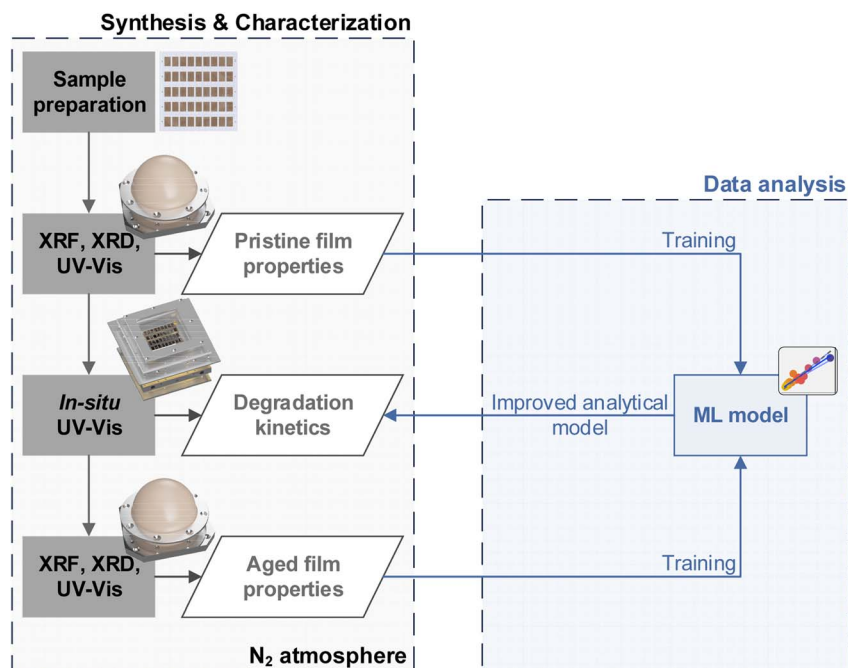 Synthesis & Characterization
Sample
preparation
XRF, XRD,
UV-Vis
Pristine film
properties
In-situ
UV-Vis
Degradation
kinetics
XRF, XRD,
UV-Vis
Aged film
properties
N₂ atmosphere
Data analysis
Training
Improved analytical
model
ML model
Training